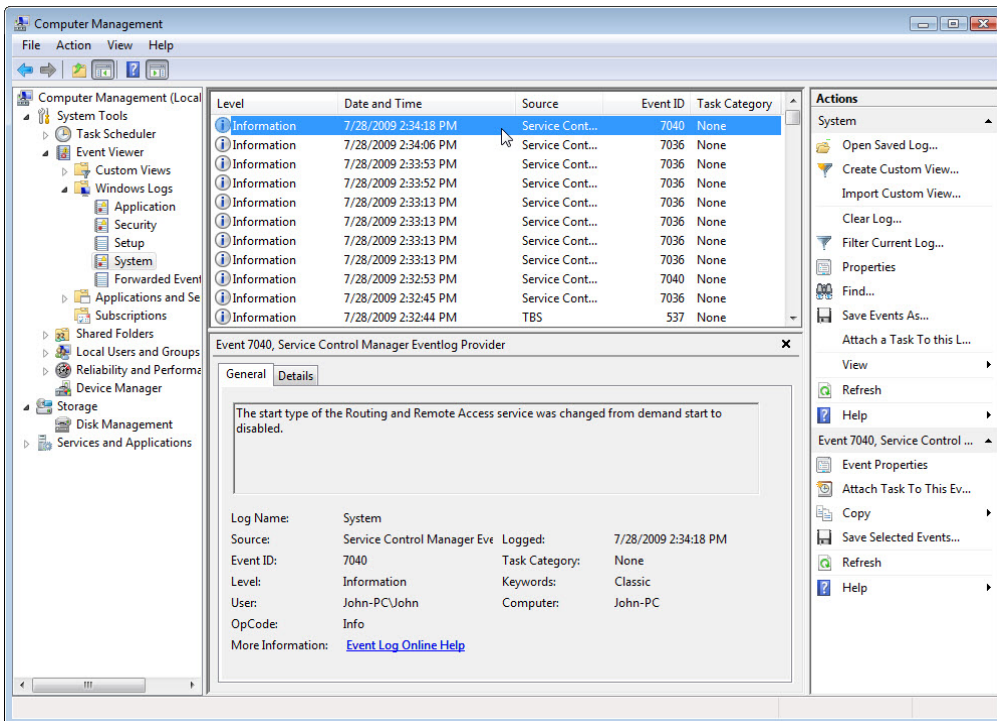 Computer Management
File Action View Help
Computer Management (Local
System Tools
Task Scheduler
Event Viewer
Custom Views
Windows Logs
Application
Security
Setup
System
Forwarded Event
Applications and Se
Subscriptions
Shared Folders
Local Users and Groups
Reliability and Performa
Device Manager
Storage
Disk Management
Services and Applications
Level Date and Time Source Event ID Task Category
Information 7/28/2009 2:34:18 PM Service Cont... 7040 None
Information 7/28/2009 2:34:06 PM Service Cont... 7036 None
Information 7/28/2009 2:33:53 PM Service Cont... 7036 None
Information 7/28/2009 2:33:52 PM Service Cont... 7036 None
Information 7/28/2009 2:33:13 PM Service Cont... 7036 None
Information 7/28/2009 2:33:13 PM Service Cont... 7036 None
Information 7/28/2009 2:33:13 PM Service Cont... 7036 None
Information 7/28/2009 2:33:13 PM Service Cont... 7036 None
Information 7/28/2009 2:32:53 PM Service Cont... 7040 None
Information 7/28/2009 2:32:45 PM Service Cont... 7036 None
Information 7/28/2009 2:32:44 PM TBS 537 None
Event 7040, Service Control Manager Eventlog Provider
General Details
The start type of the Routing and Remote Access service was changed from demand start to
disabled.
Log Name: System
Source: Service Control Manager Eve Logged: 7/28/2009 2:34:18 PM
Event ID: 7040 Task Category: None
Level: Information Keywords: Classic
User: John-PC\John Computer: John-PC
OpCode: Info
More Information: Event Log Online Help
Actions
System
Open Saved Log...
Create Custom View...
Import Custom View...
Clear Log...
Filter Current Log...
Properties
Find...
Save Events As...
Attach a Task To this L...
View
Refresh
Help
Event 7040, Service Control ...
Event Properties
Attach Task To This Ev...
Copy
Save Selected Events...
Refresh
Help